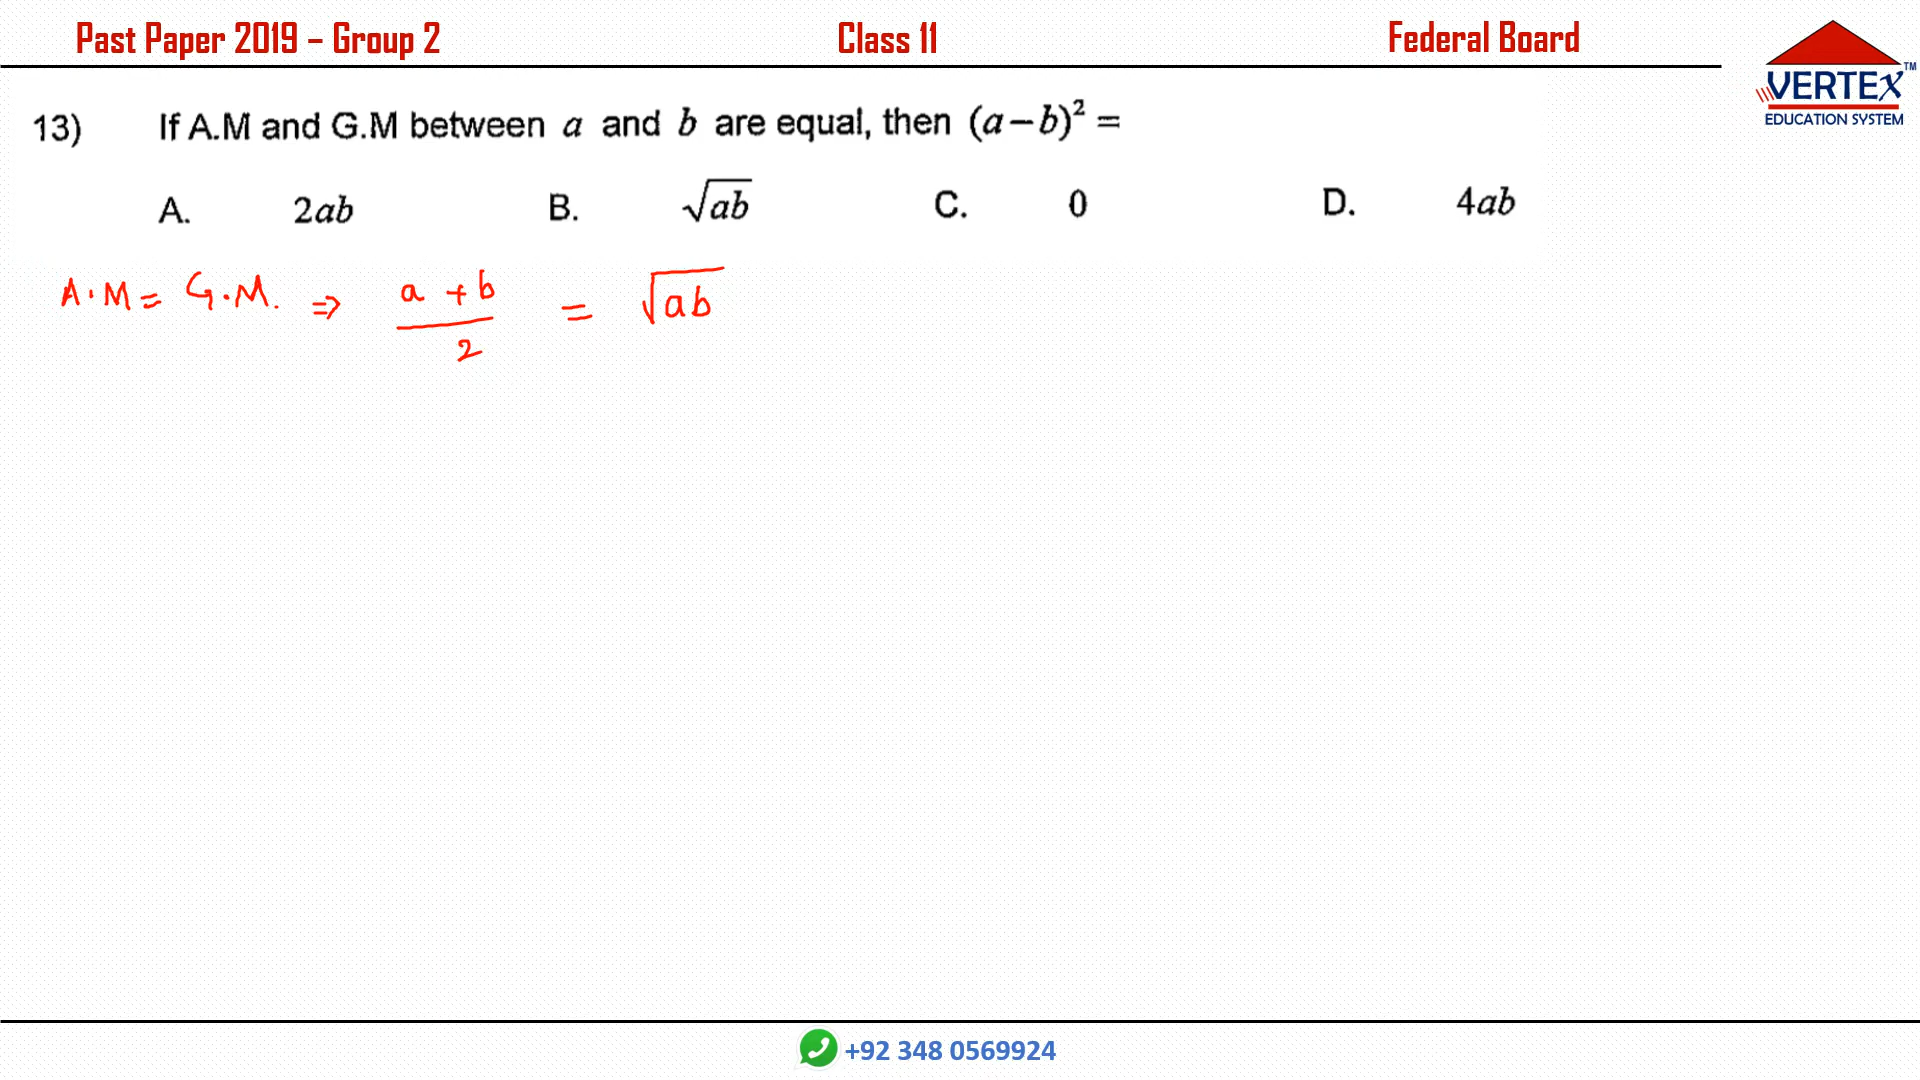 Past Paper 2019 – Group 2 Class 11 Federal Board
VERTEX™
EDUCATION SYSTEM
13) If A.M and G.M between a and b are equal, then (a−b)² =
A. 2ab B. √ab C. 0 D. 4ab
A.M = G.M. ⇒ a+b/2 = √ab
+92 348 0569924